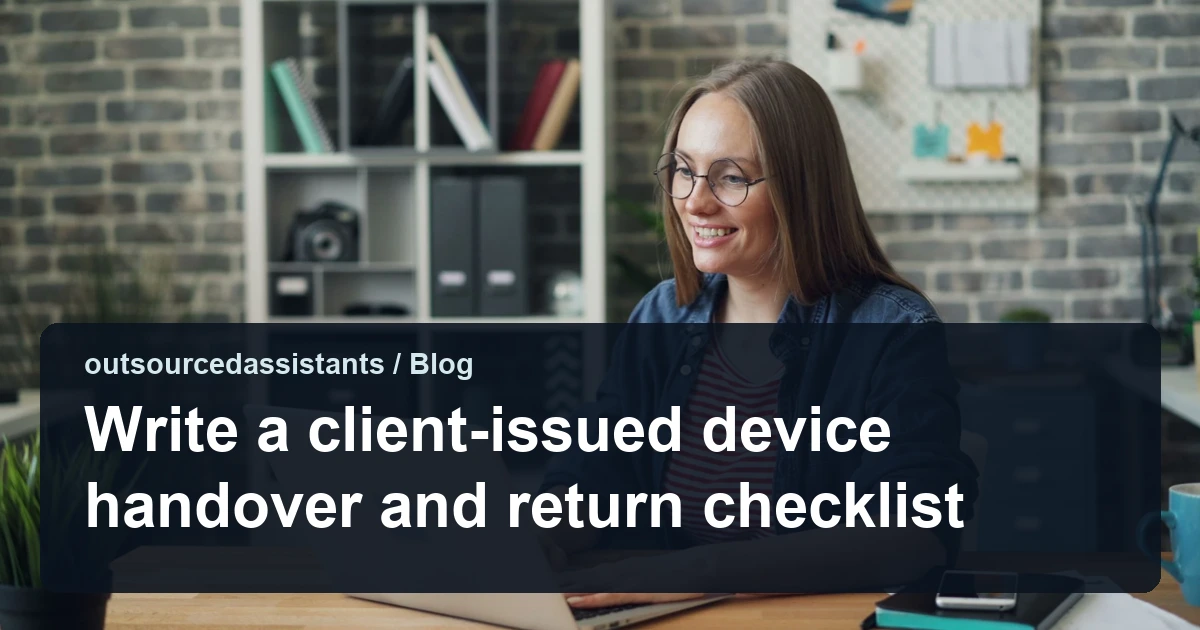 outsourcedassistants / Blog
Write a client-issued device
handover and return checklist